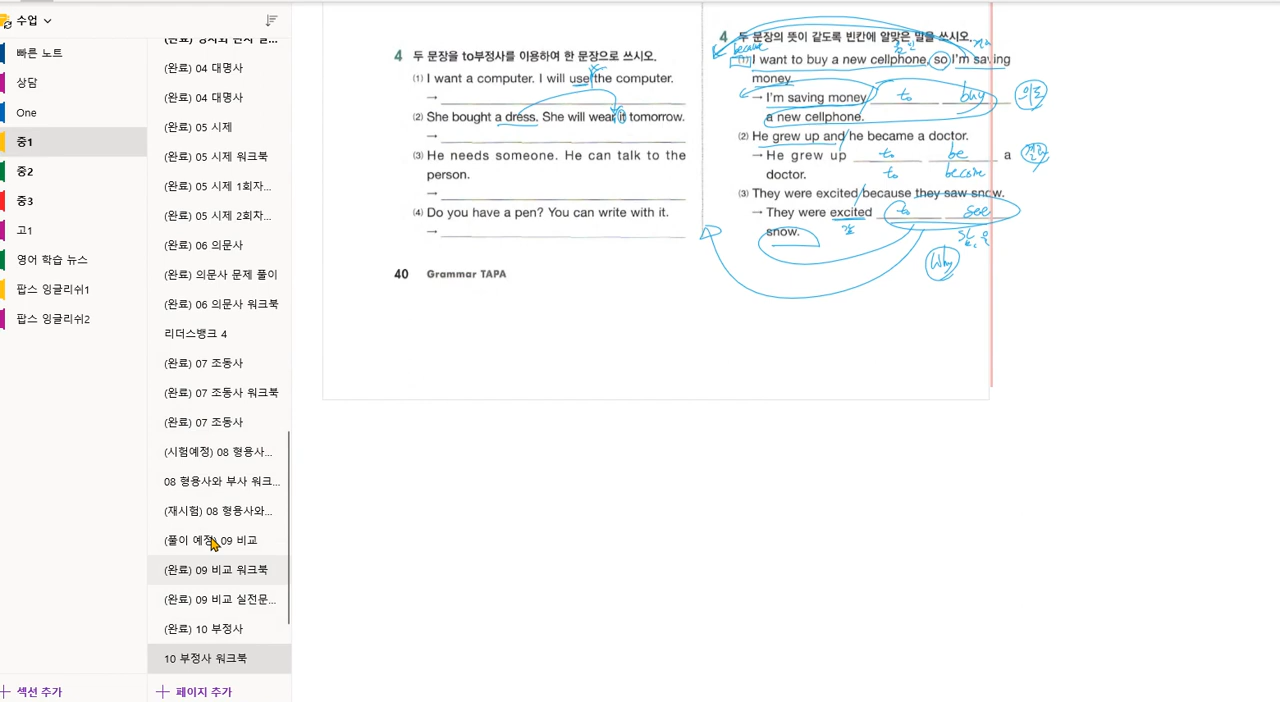 수업
빠른 노트
상담
One
중1
중2
중3
고1
영어 학습 노트
팝스 잉글리쉬1
팝스 잉글리쉬2
섹션 추가
(완료) 04 대명사
(완료) 04 대명사
(완료) 05 시제
(완료) 05 시제 워크북
(완료) 05 시제 1회자...
(완료) 05 시제 2회자...
(완료) 06 의문사
(완료) 의문사 문제 풀이
(완료) 06 의문사 워크북
리더스뱅크 4
(완료) 07 조동사
(완료) 07 조동사 워크북
(완료) 07 조동사
(시험예정) 08 형용사...
08 형용사와 부사 워크...
(재시험) 08 형용사와...
(풀이 예정) 09 비교
(완료) 09 비교 워크북
(완료) 09 비교 실전문...
(완료) 10 부정사
10 부정사 워크북
페이지 추가
4 두 문장을 to부정사를 이용하여 한 문장으로 쓰시오.
(1) I want a computer. I will use the computer.
→
(2) She bought a dress. She will wear it tomorrow.
→
(3) He needs someone. He can talk to the
person.
→
(4) Do you have a pen? You can write with it.
→
40 Grammar TAPA
4 두 문장의 뜻이 같도록 빈칸에 알맞은 말을 쓰시오.
because
(1) I want to buy a new cellphone, so I'm saving
money.
→ I'm saving money to buy
a new cellphone.
의도
(2) He grew up and he became a doctor.
→ He grew up to be a
결과
doctor. to become
(3) They were excited because they saw snow.
→ They were excited to see
snow.
Why